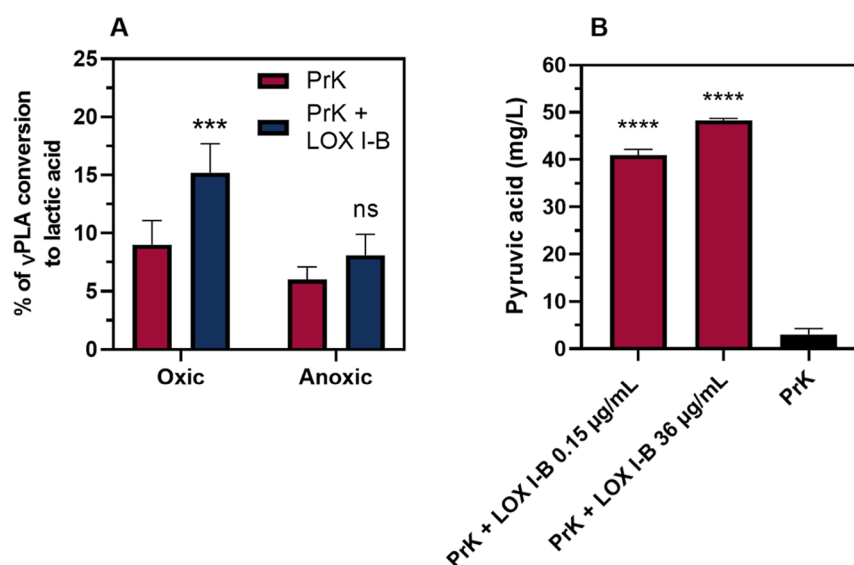 A
% of vPLA conversion
to lactic acid
25
20
15
10
5
0
PrK
PrK +
LOX I-B
***
ns
Oxic
Anoxic
B
Pyruvic acid (mg/L)
60
50
40
30
20
10
0
****
****
PrK + LOX I-B 0.15 µg/mL
PrK + LOX I-B 36 µg/mL
PrK